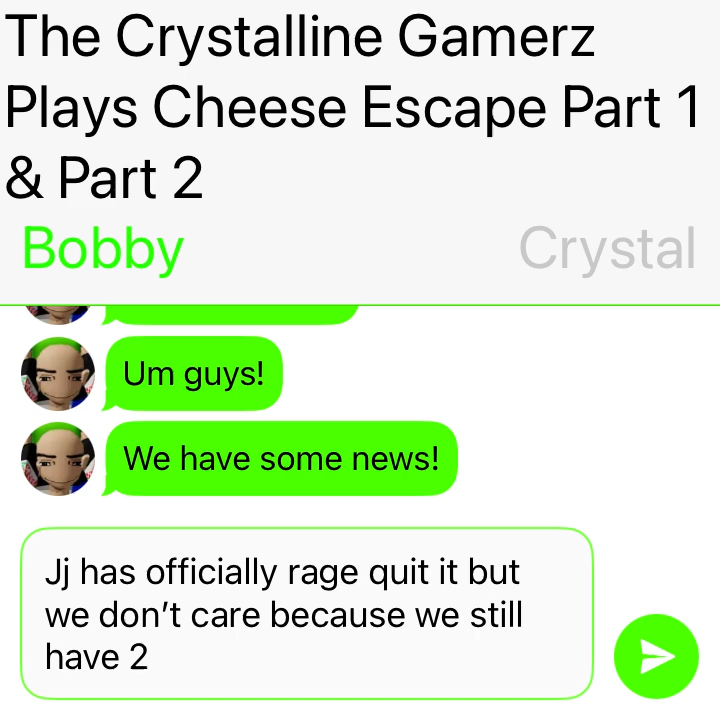 The Crystalline Gamerz
Plays Cheese Escape Part 1
& Part 2
Bobby
Crystal
Um guys!
We have some news!
Jj has officially rage quit it but
we don't care because we still
have 2